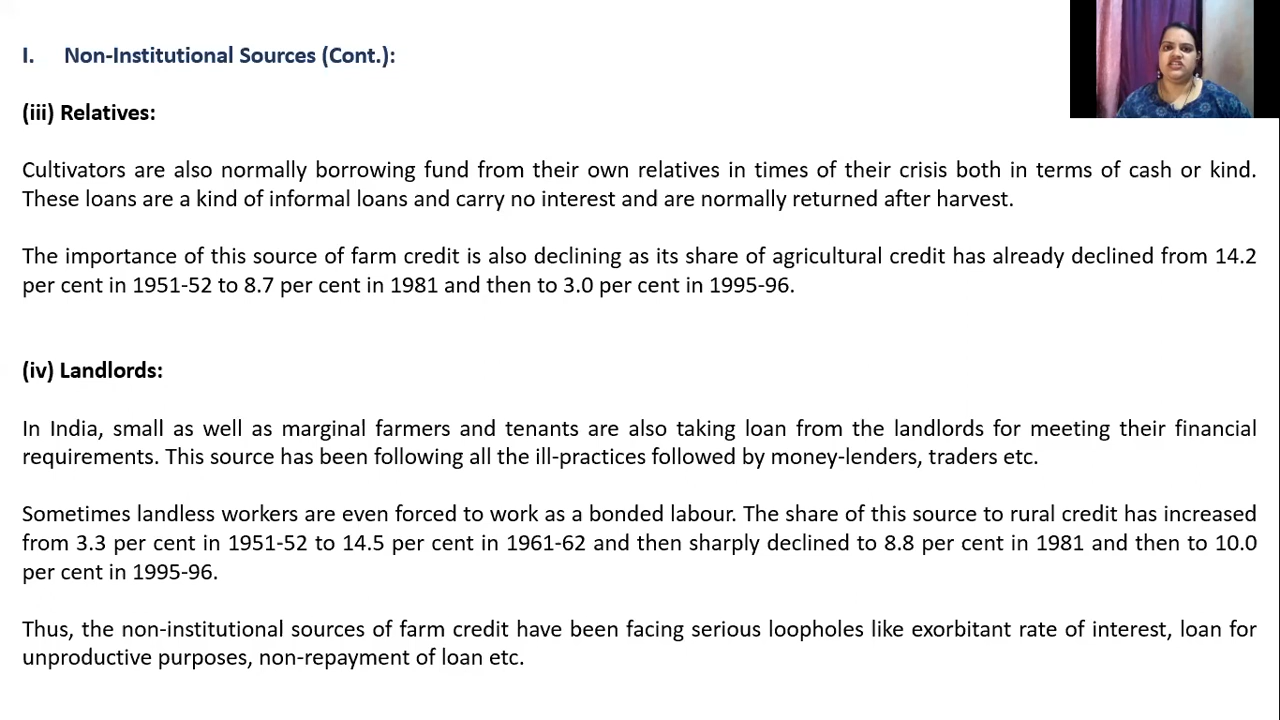 I. Non-Institutional Sources (Cont.):
(iii) Relatives:
Cultivators are also normally borrowing fund from their own relatives in times of their crisis both in terms of cash or kind.
These loans are a kind of informal loans and carry no interest and are normally returned after harvest.
The importance of this source of farm credit is also declining as its share of agricultural credit has already declined from 14.2
per cent in 1951-52 to 8.7 per cent in 1981 and then to 3.0 per cent in 1995-96.
(iv) Landlords:
In India, small as well as marginal farmers and tenants are also taking loan from the landlords for meeting their financial
requirements. This source has been following all the ill-practices followed by money-lenders, traders etc.
Sometimes landless workers are even forced to work as a bonded labour. The share of this source to rural credit has increased
from 3.3 per cent in 1951-52 to 14.5 per cent in 1961-62 and then sharply declined to 8.8 per cent in 1981 and then to 10.0
per cent in 1995-96.
Thus, the non-institutional sources of farm credit have been facing serious loopholes like exorbitant rate of interest, loan for
unproductive purposes, non-repayment of loan etc.